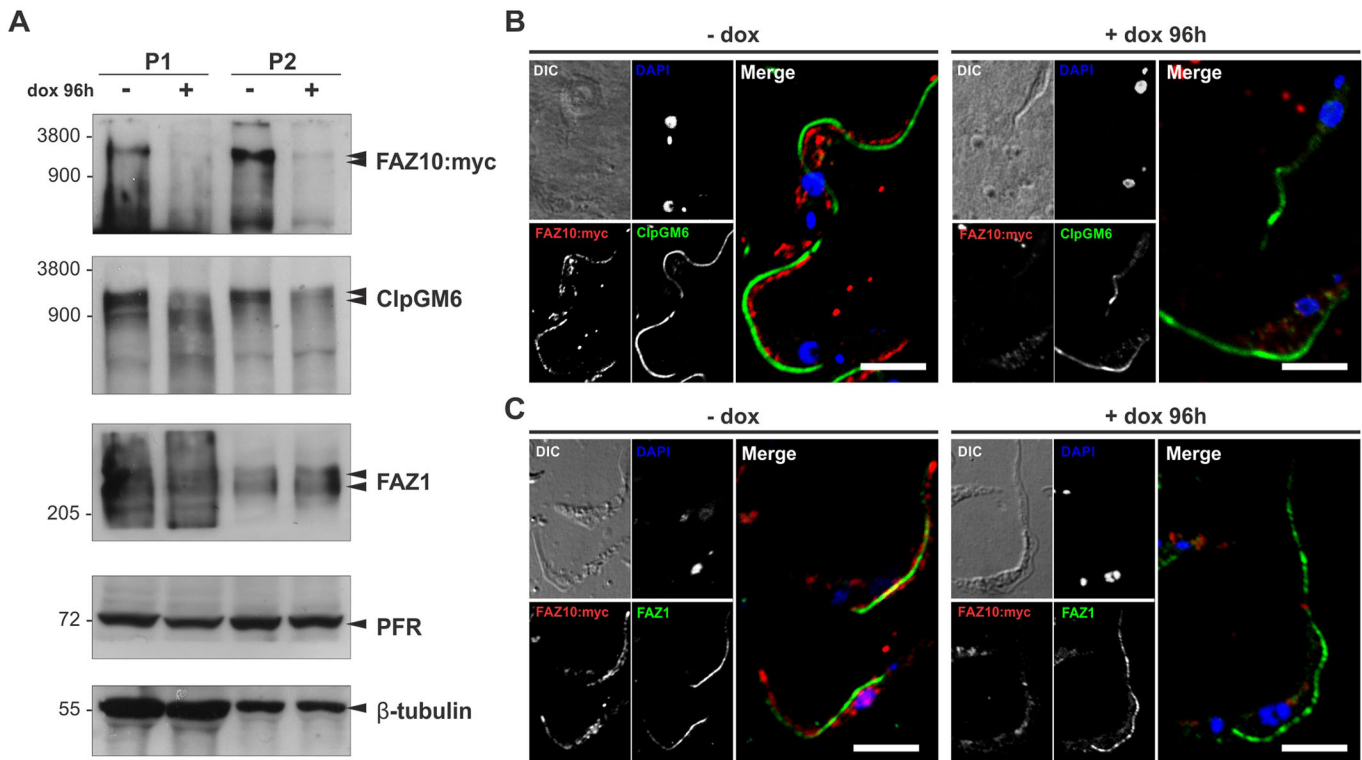 A
P1 P2
dox 96h - + - +
3800
900
FAZ10:myc
3800
900
ClpGM6
205
FAZ1
72
PFR
55
β-tubulin
B
- dox
+ dox 96h
DIC DAPI Merge
FAZ10:myc ClpGM6
DIC DAPI Merge
FAZ10:myc ClpGM6
C
- dox
+ dox 96h
DIC DAPI Merge
FAZ10:myc FAZ1
DIC DAPI Merge
FAZ10:myc FAZ1